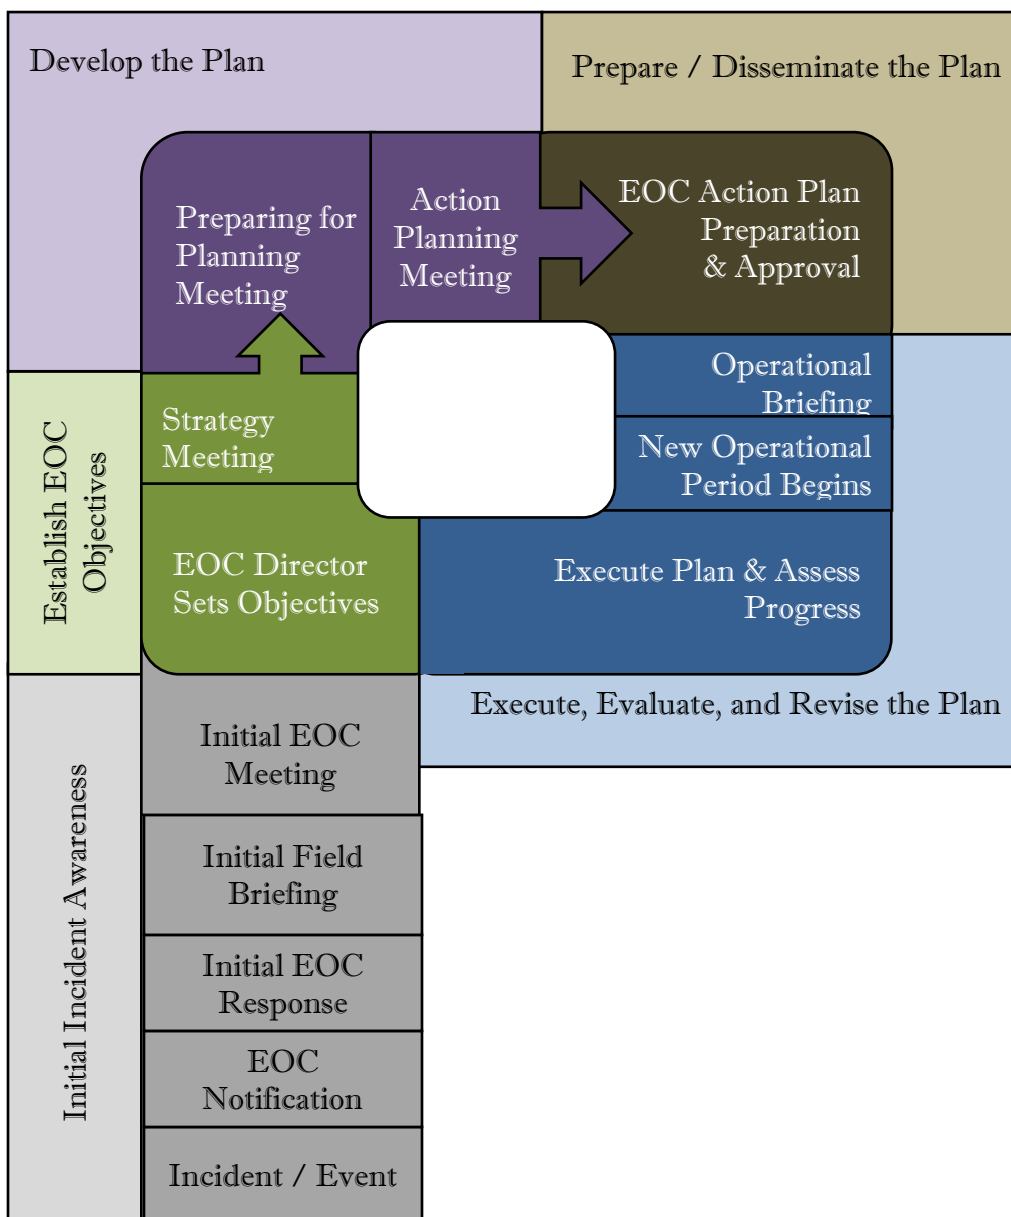 Develop the Plan
Prepare / Disseminate the Plan
Preparing for
Planning
Meeting
Action
Planning
Meeting
EOC Action Plan
Preparation
& Approval
Operational
Briefing
New Operational
Period Begins
Execute Plan & Assess
Progress
Execute, Evaluate, and Revise the Plan
Establish EOC
Objectives
Strategy
Meeting
EOC Director
Sets Objectives
Initial Incident Awareness
Initial EOC
Meeting
Initial Field
Briefing
Initial EOC
Response
EOC
Notification
Incident / Event